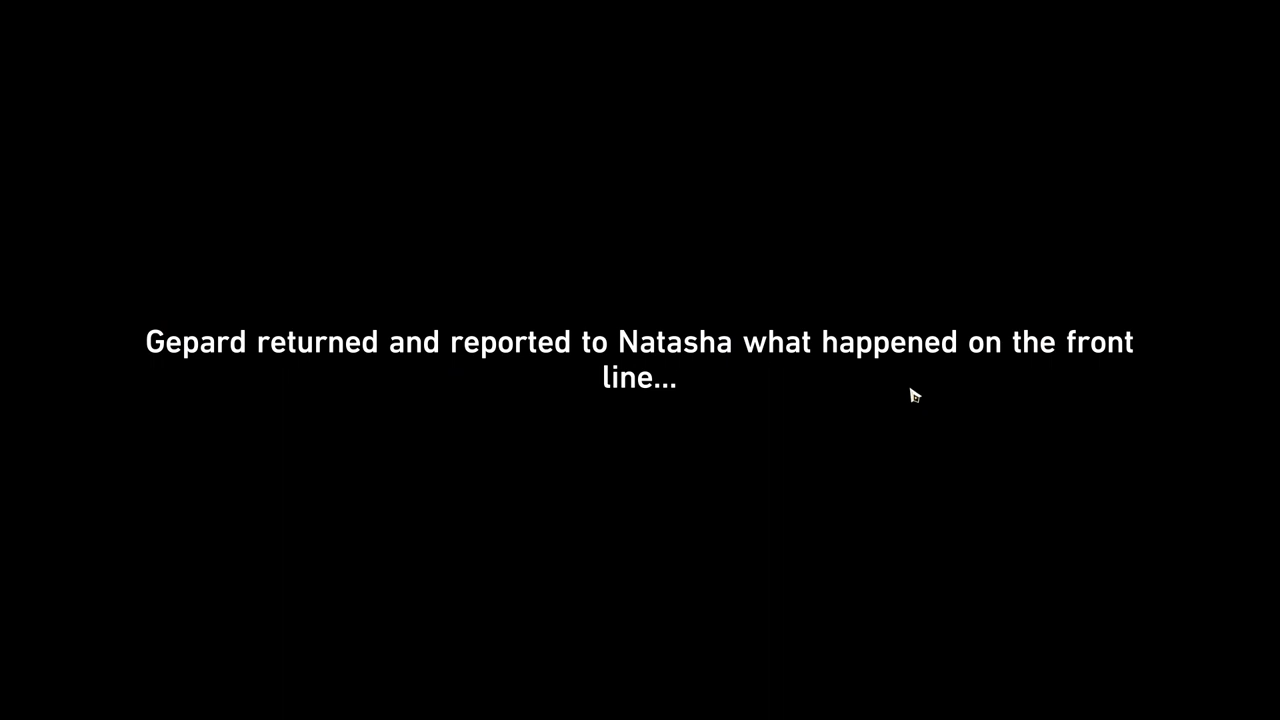 Gepard returned and reported to Natasha what happened on the front
line...